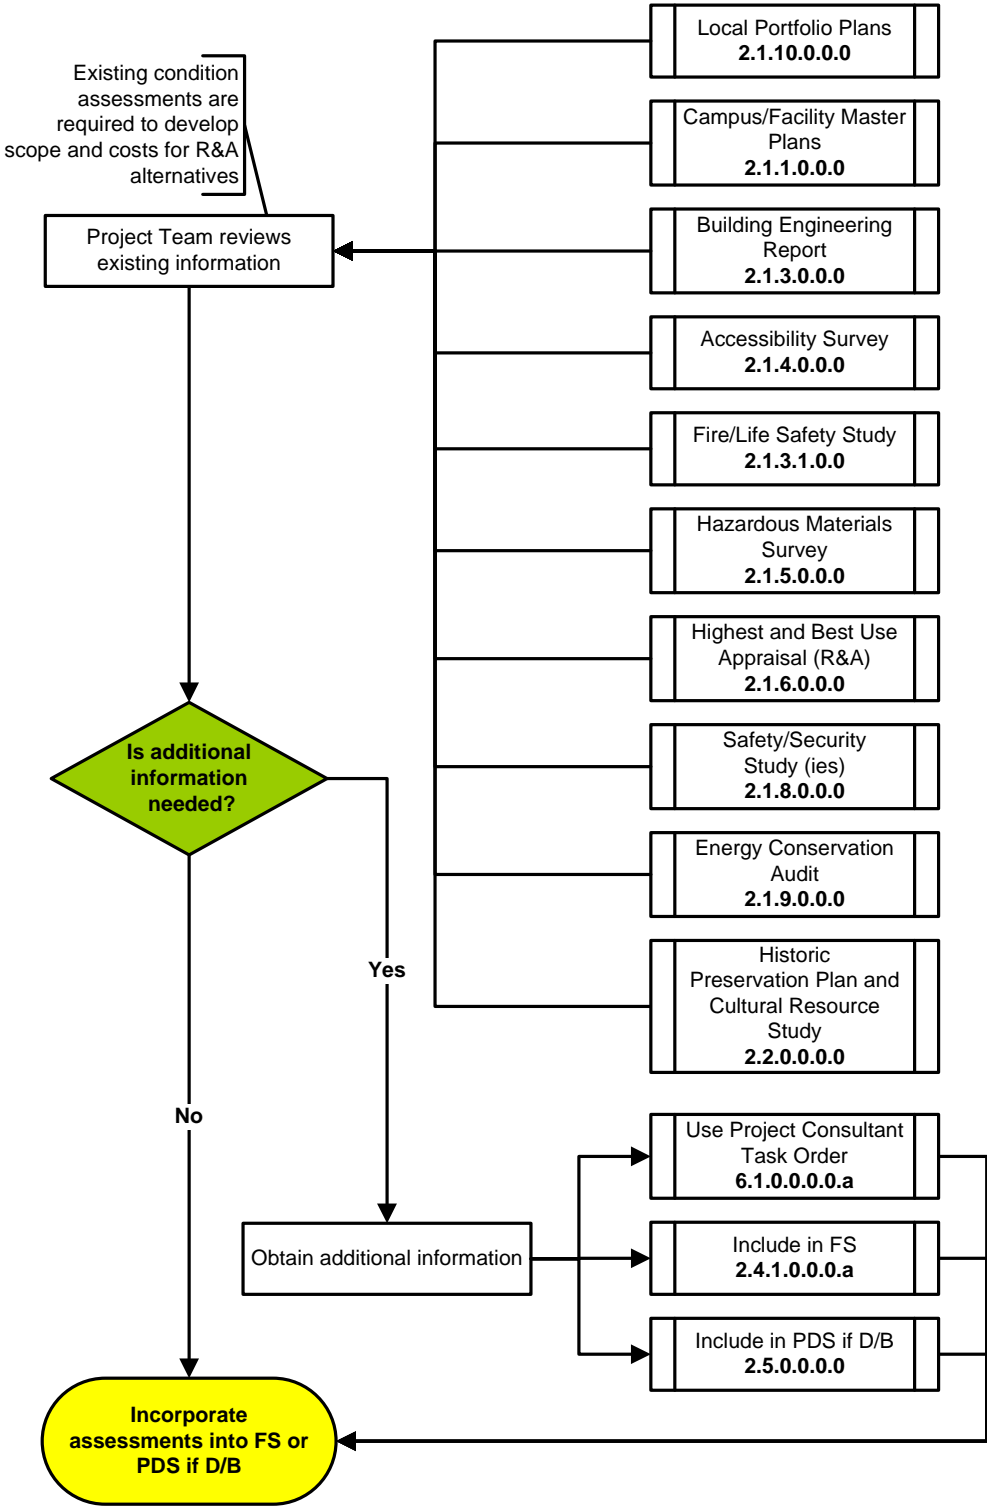 Local Portfolio Plans
2.1.10.0.0.0
Existing condition
assessments are
required to develop
scope and costs for R&A
alternatives
Campus/Facility Master
Plans
2.1.1.0.0.0
Project Team reviews
existing information
Building Engineering
Report
2.1.3.0.0.0
Accessibility Survey
2.1.4.0.0.0
Fire/Life Safety Study
2.1.3.1.0.0
Hazardous Materials
Survey
2.1.5.0.0.0
Highest and Best Use
Appraisal (R&A)
2.1.6.0.0.0
Is additional
information
needed?
Safety/Security
Study (ies)
2.1.8.0.0.0
Energy Conservation
Audit
2.1.9.0.0.0
Yes
Historic
Preservation Plan and
Cultural Resource
Study
2.2.0.0.0.0
No
Use Project Consultant
Task Order
6.1.0.0.0.0.a
Obtain additional information
Include in FS
2.4.1.0.0.0.a
Include in PDS if D/B
2.5.0.0.0.0
Incorporate
assessments into FS or
PDS if D/B